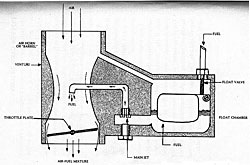 AIR
AIR HORN
OR "BARREL"
VENTURI
FUEL
FLOAT VALVE
FLOAT CHAMBER
FUEL
THROTTLE PLATE
FUEL
MAIN JET
AIR-FUEL MIXTURE